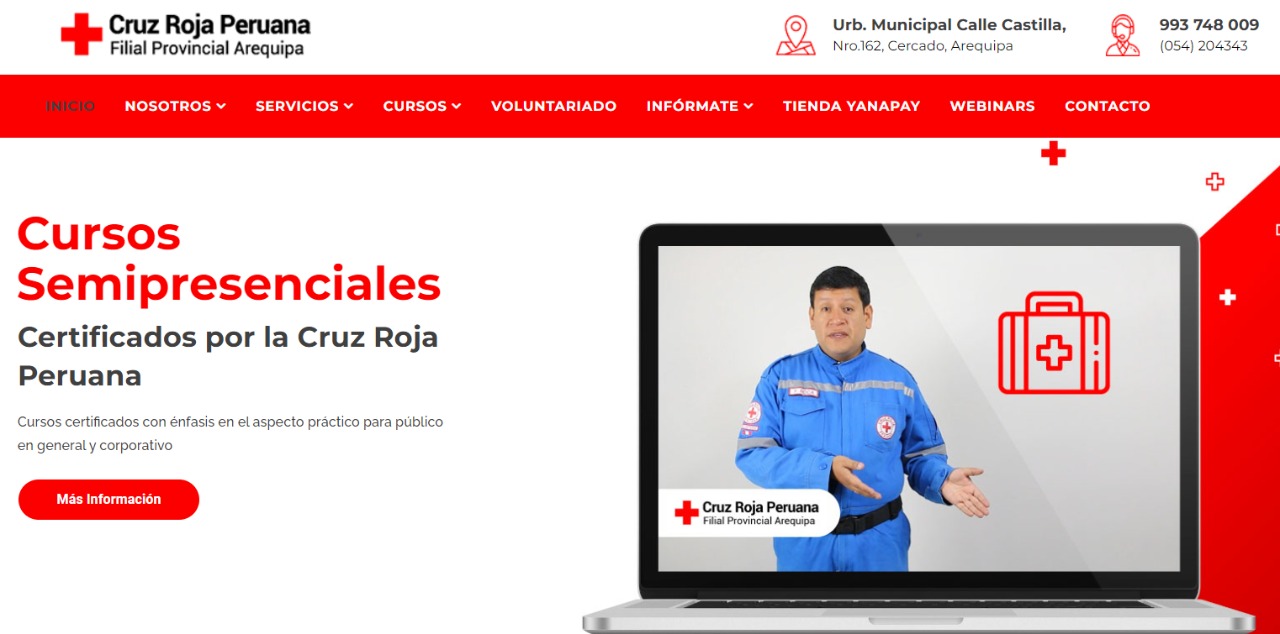 Cruz Roja Peruana
Filial Provincial Arequipa
Urb. Municipal Calle Castilla,
Nro.162, Cercado, Arequipa
993 748 009
(054) 204343
INICIO
NOSOTROS
SERVICIOS
CURSOS
VOLUNTARIADO
INFÓRMATE
TIENDA YANAPAY
WEBINARS
CONTACTO
Cursos
Semipresenciales
Certificados por la Cruz Roja
Peruana
Cursos certificados con énfasis en el aspecto práctico para público
en general y corporativo
Más Información
Cruz Roja Peruana
Filial Provincial Arequipa